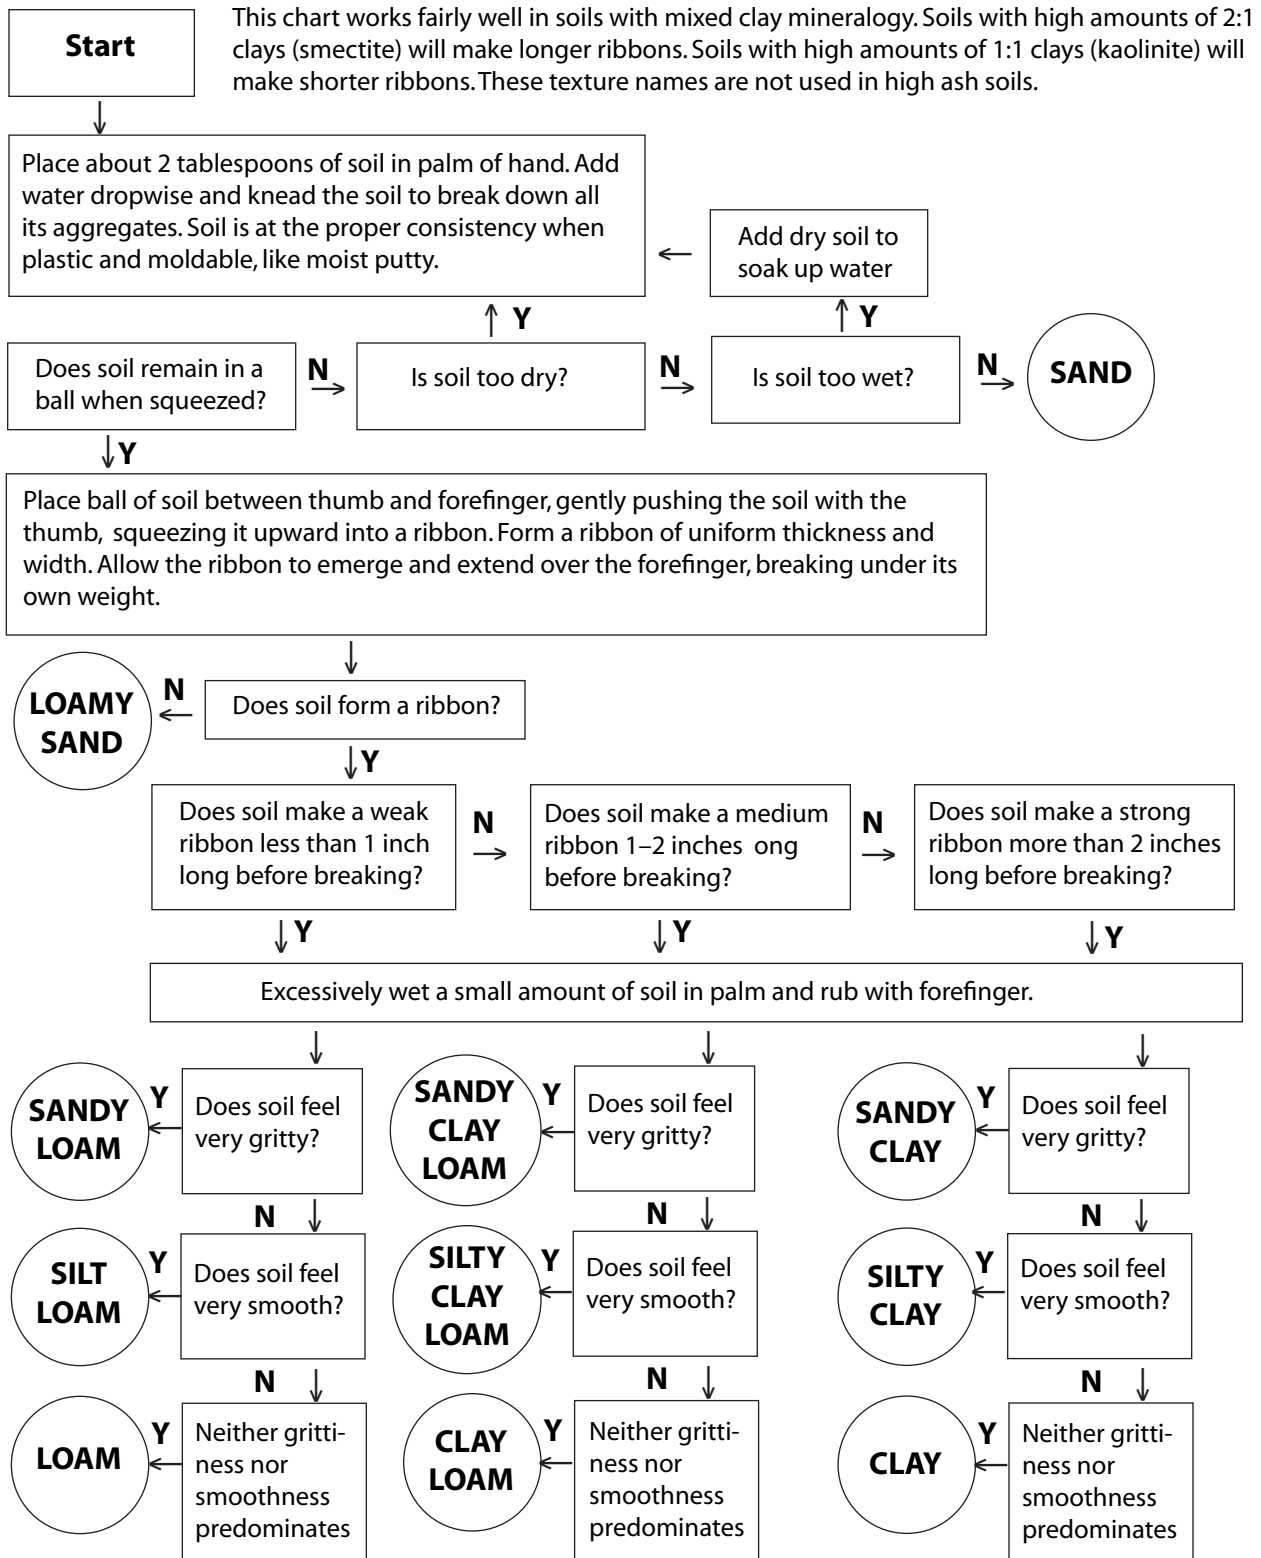 Start
This chart works fairly well in soils with mixed clay mineralogy. Soils with high amounts of 2:1
clays (smectite) will make longer ribbons. Soils with high amounts of 1:1 clays (kaolinite) will
make shorter ribbons. These texture names are not used in high ash soils.
Place about 2 tablespoons of soil in palm of hand. Add
water dropwise and knead the soil to break down all
its aggregates. Soil is at the proper consistency when
plastic and moldable, like moist putty.
Add dry soil to
soak up water
Y
Y
Does soil remain in a
ball when squeezed?
N
Is soil too dry?
N
Is soil too wet?
N
SAND
Y
Place ball of soil between thumb and forefinger, gently pushing the soil with the
thumb, squeezing it upward into a ribbon. Form a ribbon of uniform thickness and
width. Allow the ribbon to emerge and extend over the forefinger, breaking under its
own weight.
LOAMY
SAND
N
Does soil form a ribbon?
Y
Does soil make a weak
ribbon less than 1 inch
long before breaking?
N
Does soil make a medium
ribbon 1–2 inches ong
before breaking?
N
Does soil make a strong
ribbon more than 2 inches
long before breaking?
Y
Y
Y
Excessively wet a small amount of soil in palm and rub with forefinger.
SANDY
LOAM
Y
Does soil feel
very gritty?
SANDY
CLAY
LOAM
Y
Does soil feel
very gritty?
SANDY
CLAY
Y
Does soil feel
very gritty?
N
N
N
SILT
LOAM
Y
Does soil feel
very smooth?
SILTY
CLAY
LOAM
Y
Does soil feel
very smooth?
SILTY
CLAY
Y
Does soil feel
very smooth?
N
N
N
LOAM
Y
Neither gritti-
ness nor
smoothness
predominates
CLAY
LOAM
Y
Neither gritti-
ness nor
smoothness
predominates
CLAY
Y
Neither gritti-
ness nor
smoothness
predominates